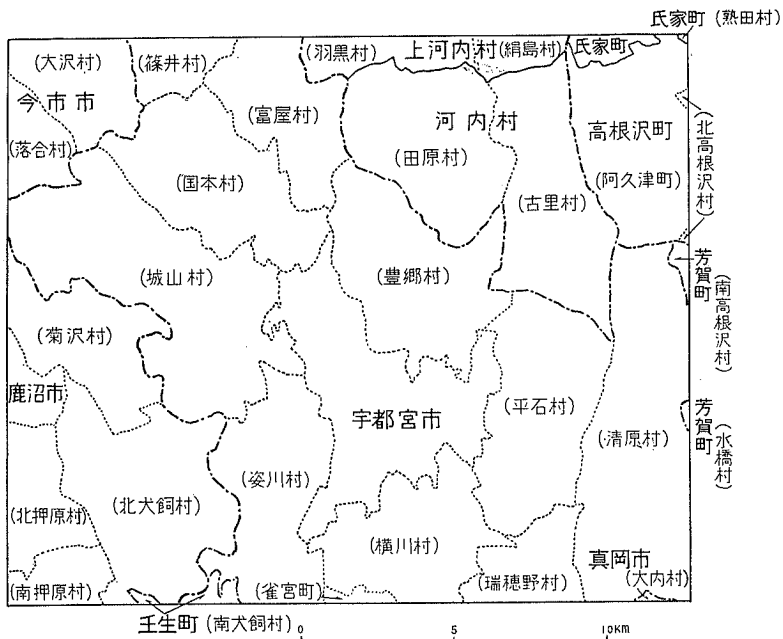 氏家町(熟田村)
(大沢村)
(篠井村)
(羽黒村)
上河内村(絹島村)
氏家町
今市市
(富屋村)
河内村
高根沢町
(北高根沢村)
(落合村)
(国本村)
(田原村)
(古里村)
(阿久津町)
(城山村)
(豊郷村)
芳賀町
(南高根沢村)
(菊沢村)
鹿沼市
宇都宮市
(平石村)
(清原村)
芳賀町
(水橋村)
(北押原村)
(北犬飼村)
(姿川村)
(横川村)
真岡市
(南押原村)
(雀宮町)
(瑞穂野村)
(大内村)
壬生町(南犬飼村)
0 5 10KM